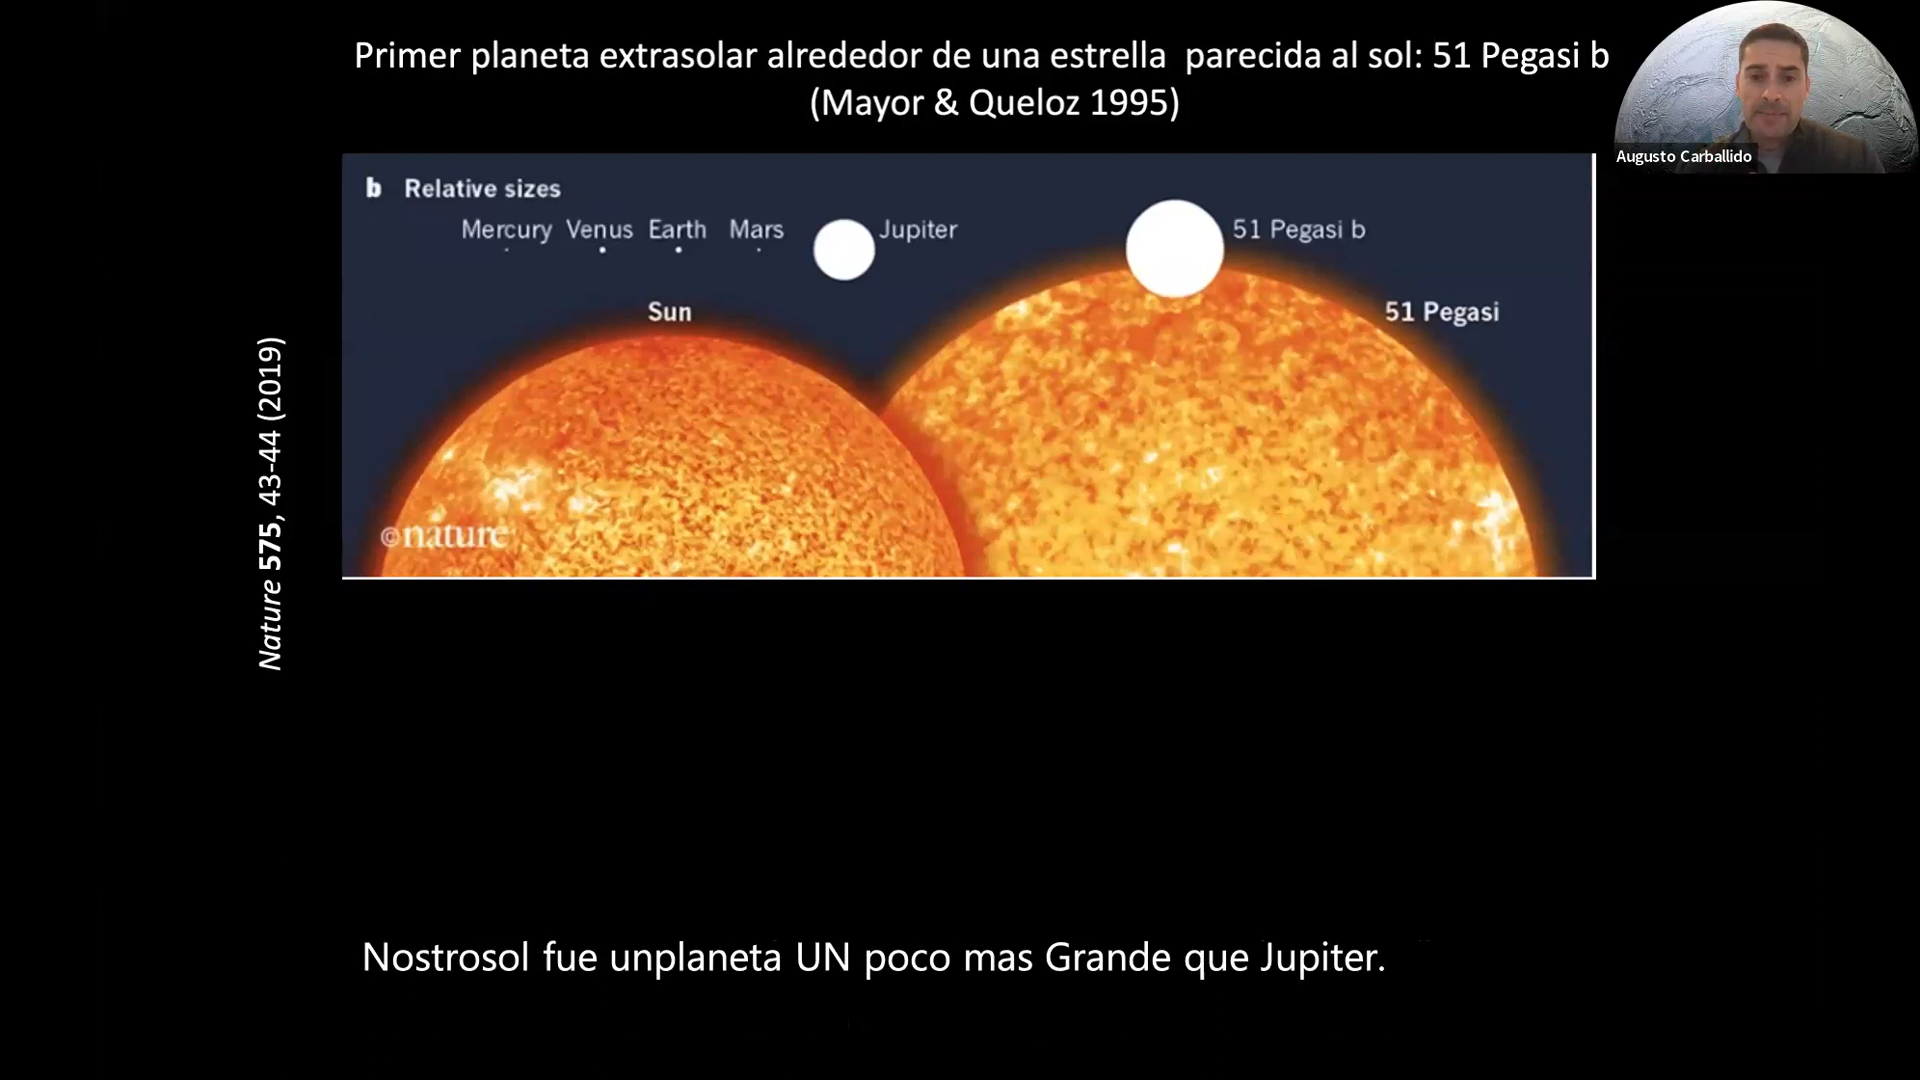 Primer planeta extrasolar alrededor de una estrella parecida al sol: 51 Pegasi b
(Mayor & Queloz 1995)
Augusto Carballido
b Relative sizes
Mercury Venus Earth Mars Jupiter 51 Pegasi b
Sun 51 Pegasi
©nature
Nature 575, 43-44 (2019)
Nostrosol fue unplaneta UN poco mas Grande que Jupiter.